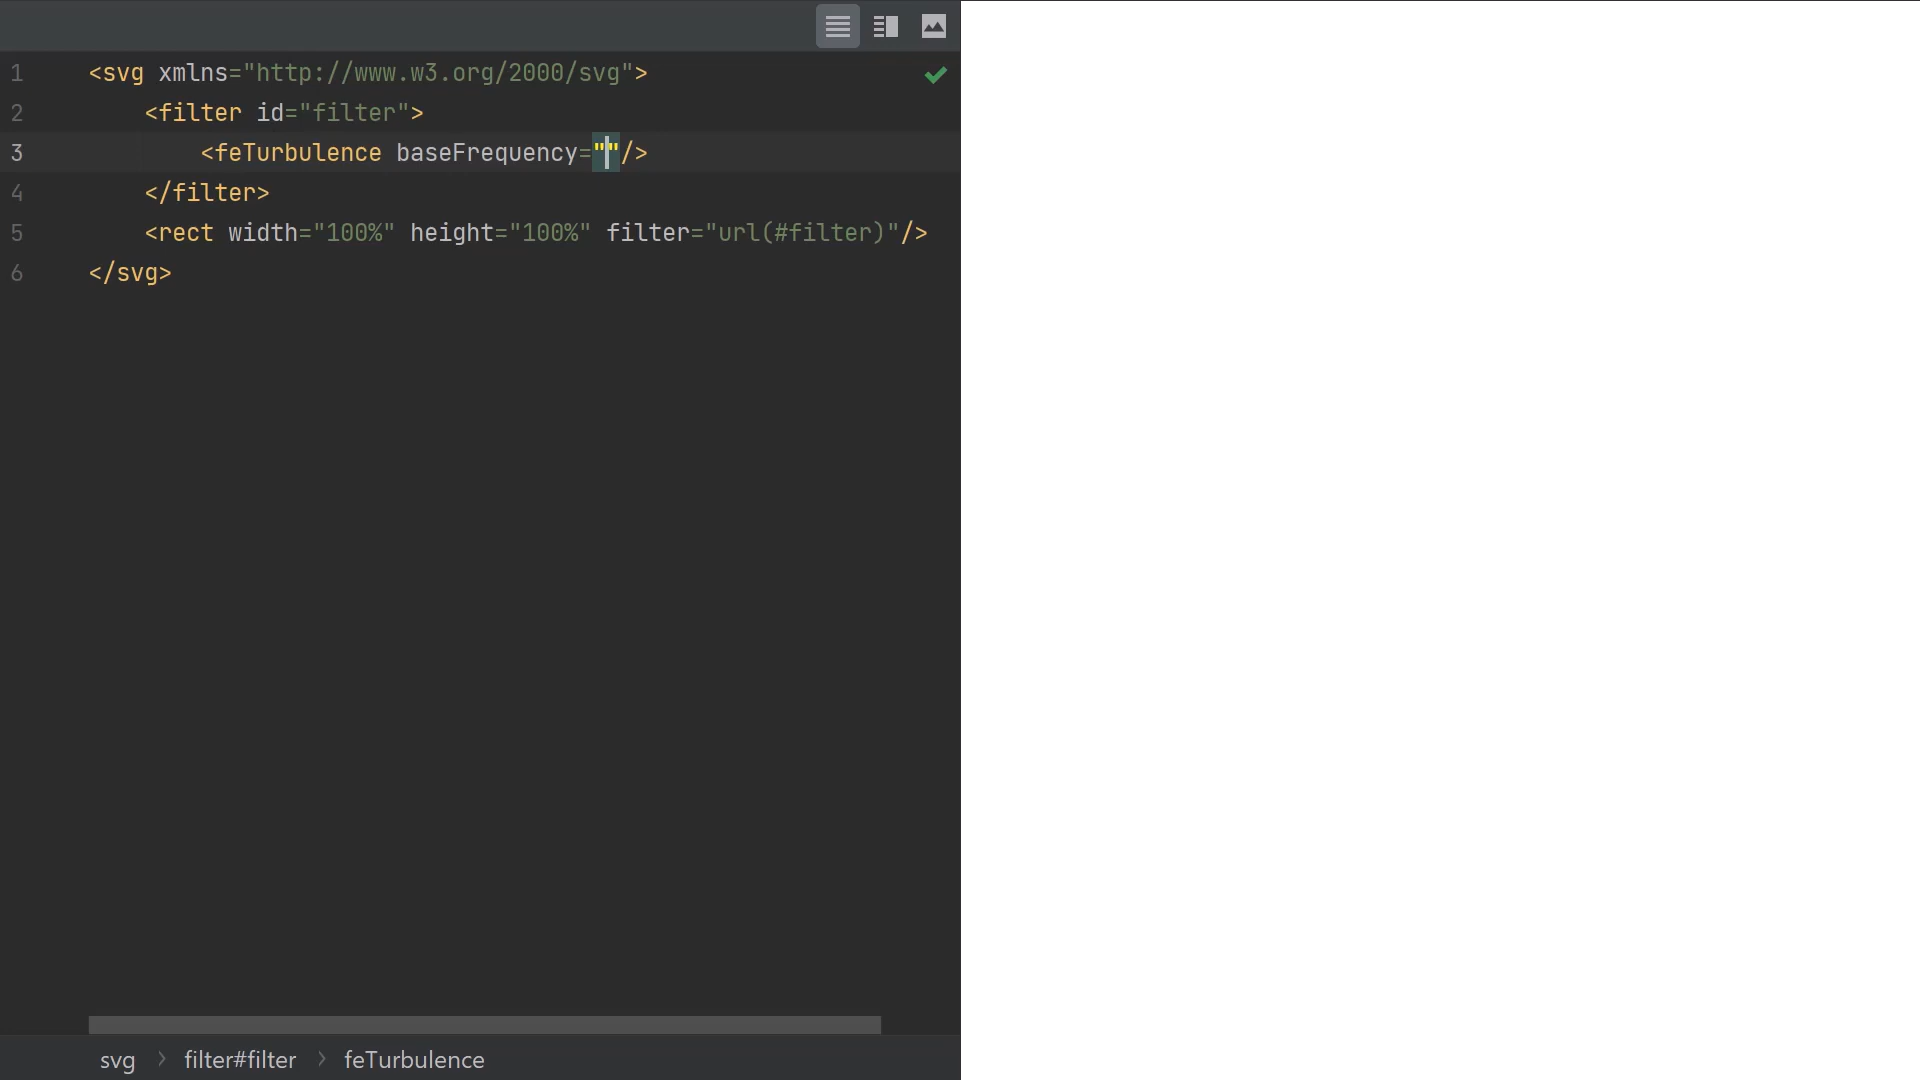 1 <svg xmlns="http://www.w3.org/2000/svg">
2 <filter id="filter">
3 <feTurbulence baseFrequency=""/>
4 </filter>
5 <rect width="100%" height="100%" filter="url(#filter)"/>
6 </svg>
svg > filter#filter > feTurbulence